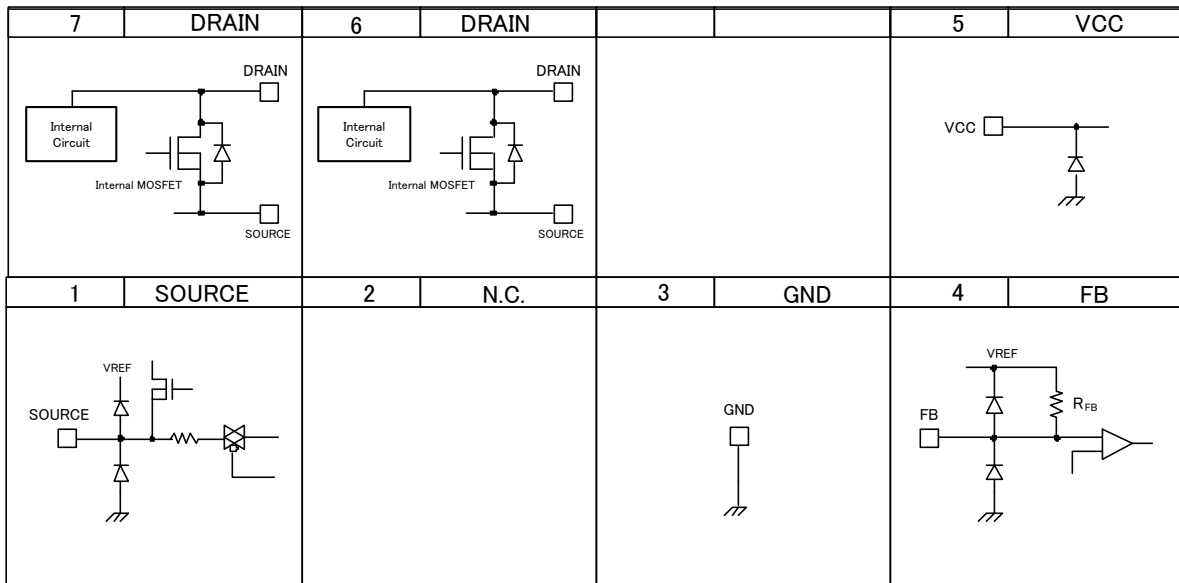 7 DRAIN 6 DRAIN 5 VCC
DRAIN
Internal
Circuit
Internal MOSFET
SOURCE
DRAIN
Internal
Circuit
Internal MOSFET
SOURCE
VCC
1 SOURCE 2 N.C. 3 GND 4 FB
VREF
SOURCE
GND
VREF
FB
RFB